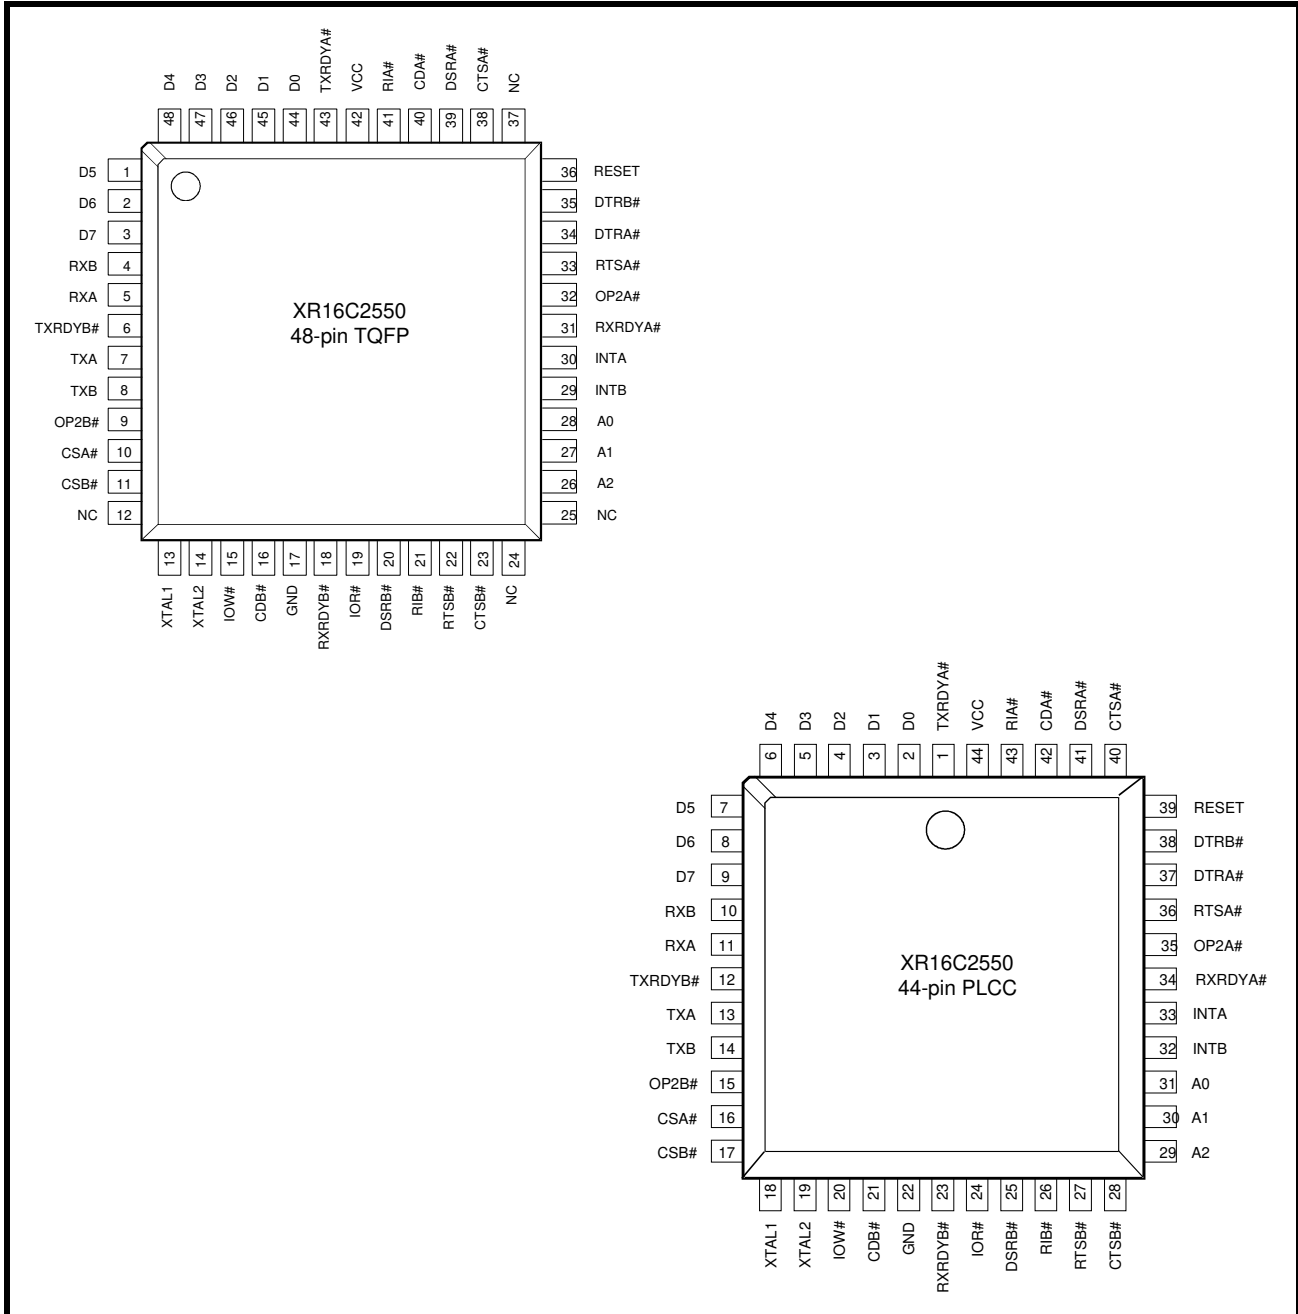 D4 D3 D2 D1 D0 TXRDYA# VCC RIA# CDA# DSRA# CTSA# NC
48 47 46 45 44 43 42 41 40 39 38 37
D5 1 36 RESET
D6 2 35 DTRB#
D7 3 34 DTRA#
RXB 4 33 RTSA#
RXA 5 32 OP2A#
XR16C2550
48-pin TQFP
TXRDYB# 6 31 RXRDYA#
TXA 7 30 INTA
TXB 8 29 INTB
OP2B# 9 28 A0
CSA# 10 27 A1
CSB# 11 26 A2
NC 12 25 NC
13 14 15 16 17 18 19 20 21 22 23 24
XTAL1 XTAL2 IOW# CDB# GND RXRDYB# IOR# DSRB# RIB# RTSB# CTSB# NC
D4 D3 D2 D1 D0 TXRDYA# VCC RIA# CDA# DSRA# CTSA#
6 5 4 3 2 1 44 43 42 41 40
D5 7 39 RESET
D6 8 38 DTRB#
D7 9 37 DTRA#
RXB 10 36 RTSA#
RXA 11 35 OP2A#
XR16C2550
44-pin PLCC
TXRDYB# 12 34 RXRDYA#
TXA 13 33 INTA
TXB 14 32 INTB
OP2B# 15 31 A0
CSA# 16 30 A1
CSB# 17 29 A2
18 19 20 21 22 23 24 25 26 27 28
XTAL1 XTAL2 IOW# CDB# GND RXRDYB# IOR# DSRB# RIB# RTSB# CTSB#